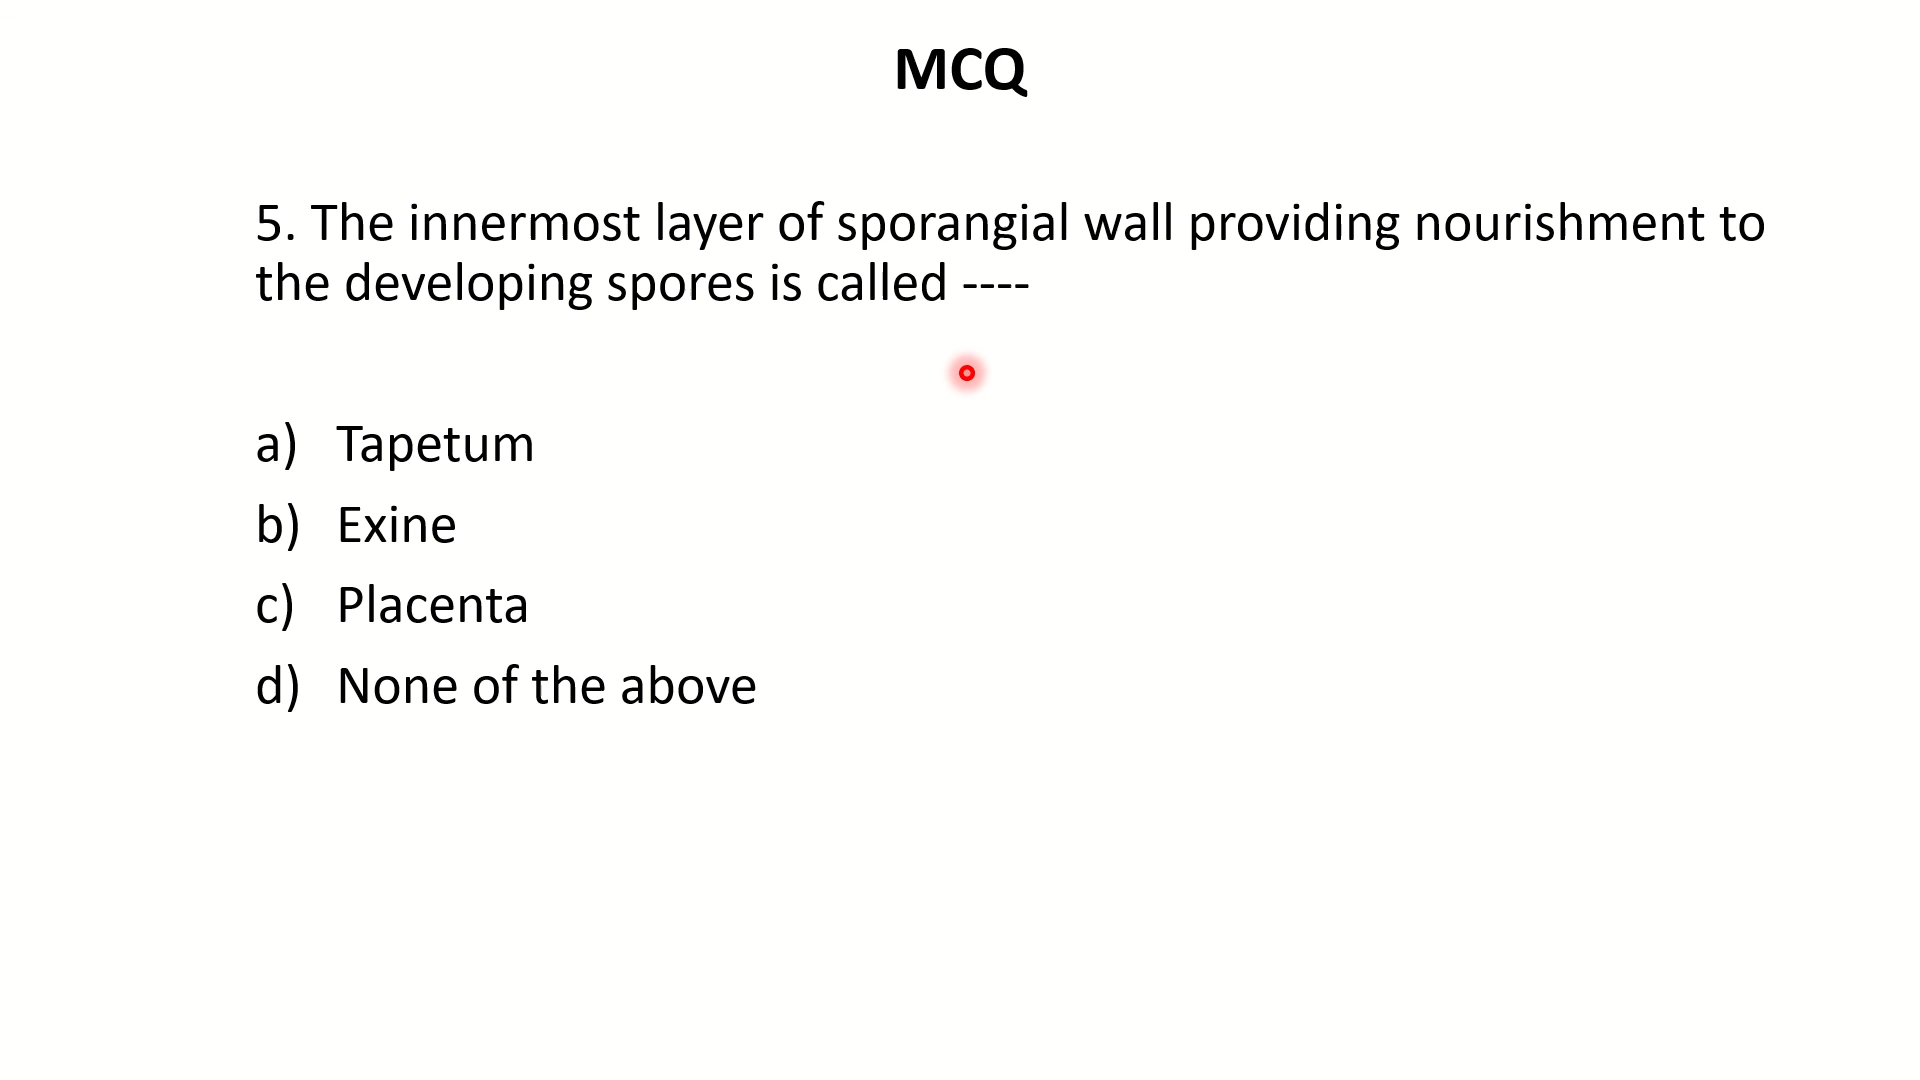 MCQ
5. The innermost layer of sporangial wall providing nourishment to
the developing spores is called ----
a) Tapetum
b) Exine
c) Placenta
d) None of the above